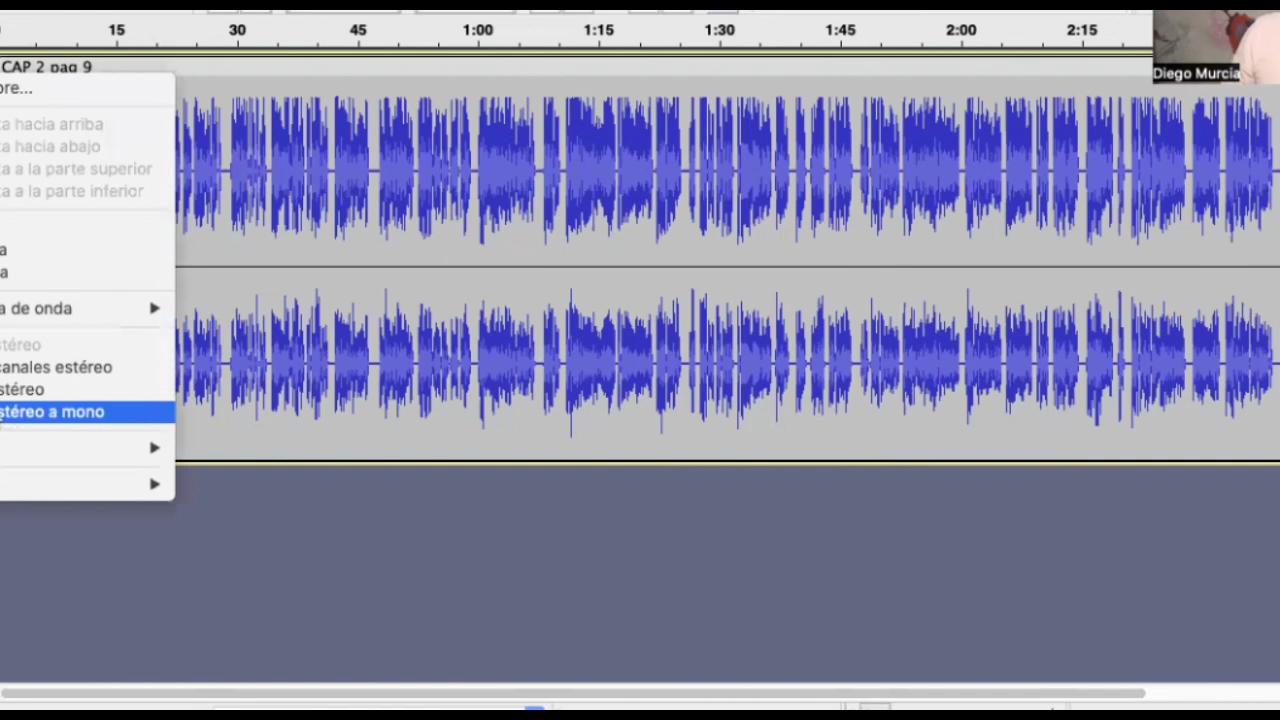 15 30 45 1:00 1:15 1:30 1:45 2:00 2:15
Diego Murcia
CAP 2 pag 9
ore...
ta hacia arriba
ta hacia abajo
ta a la parte superior
ta a la parte inferior
a
a
a de onda
stéreo
canales estéreo
stéreo
stéreo a mono